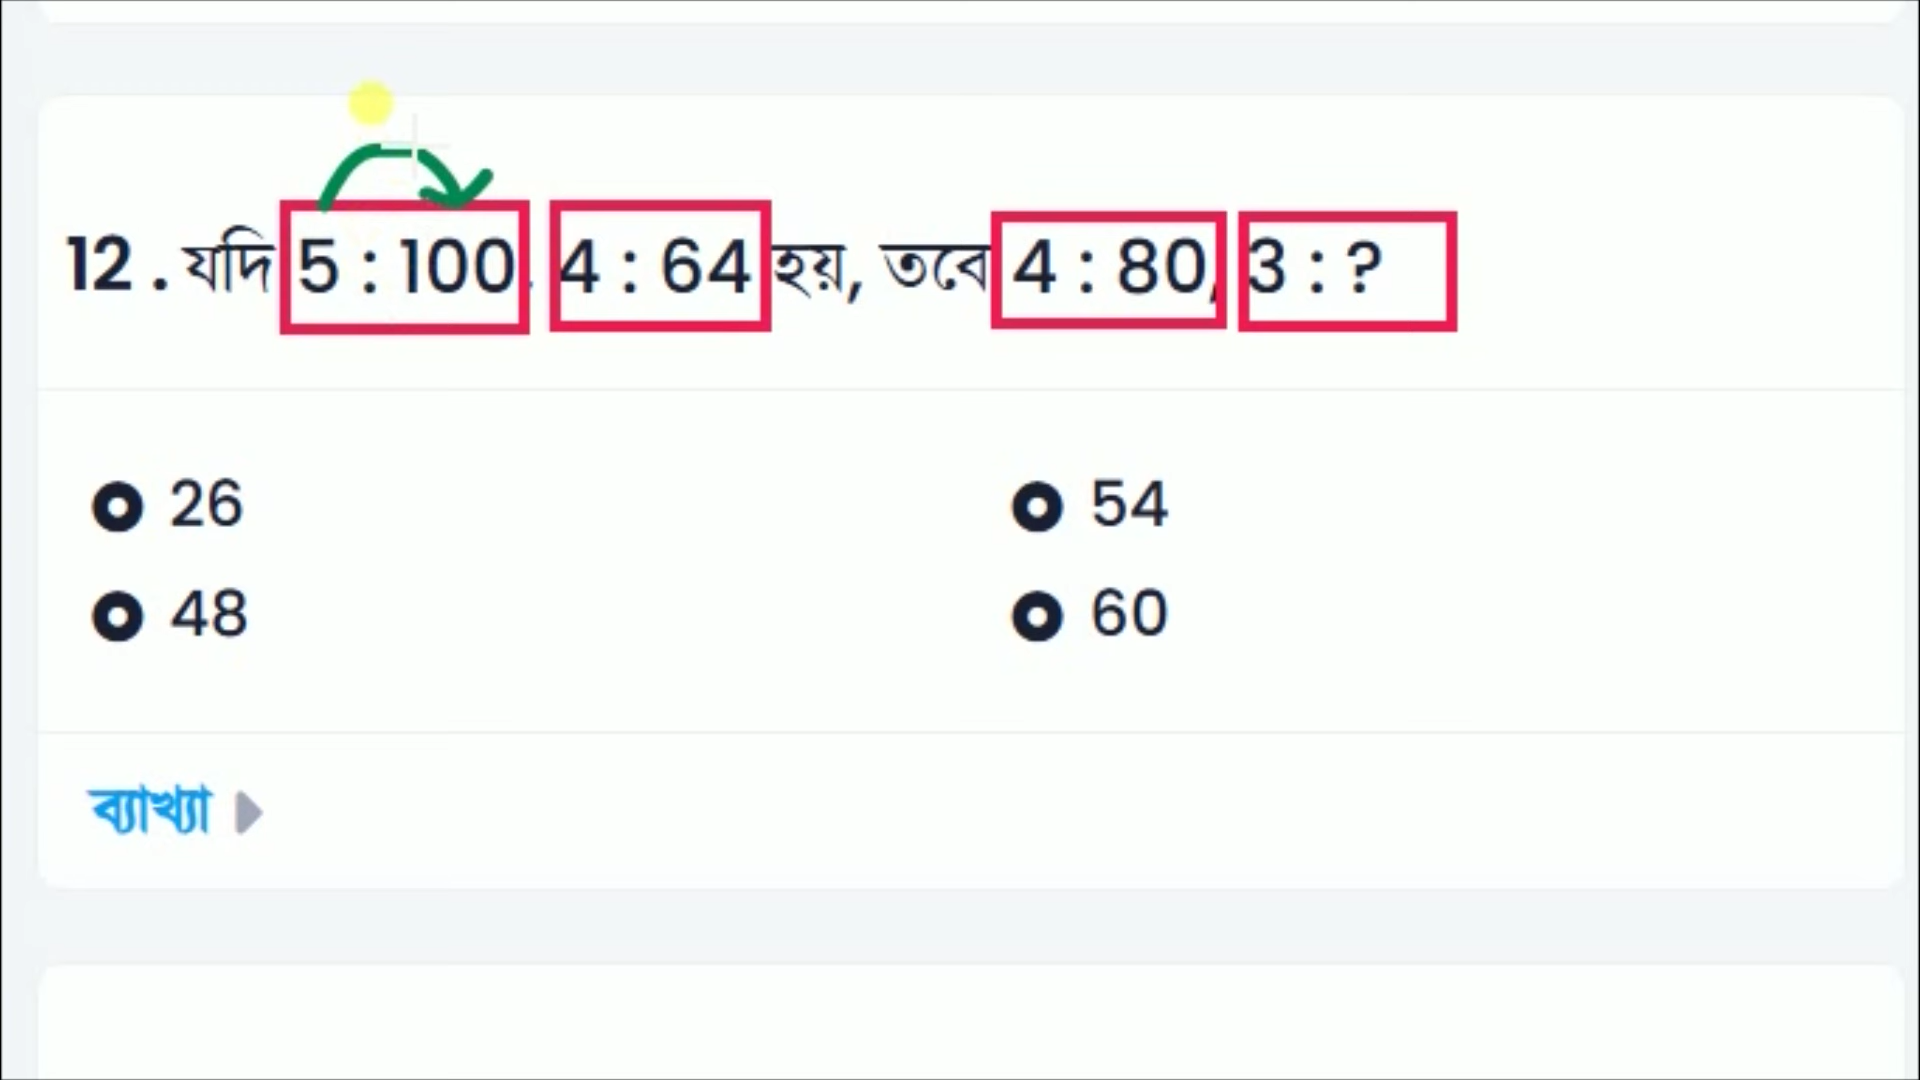 12 . যদি 5 : 100, 4 : 64 হয়, তবে 4 : 80, 3 : ?
26
54
48
60
ব্যাখ্যা